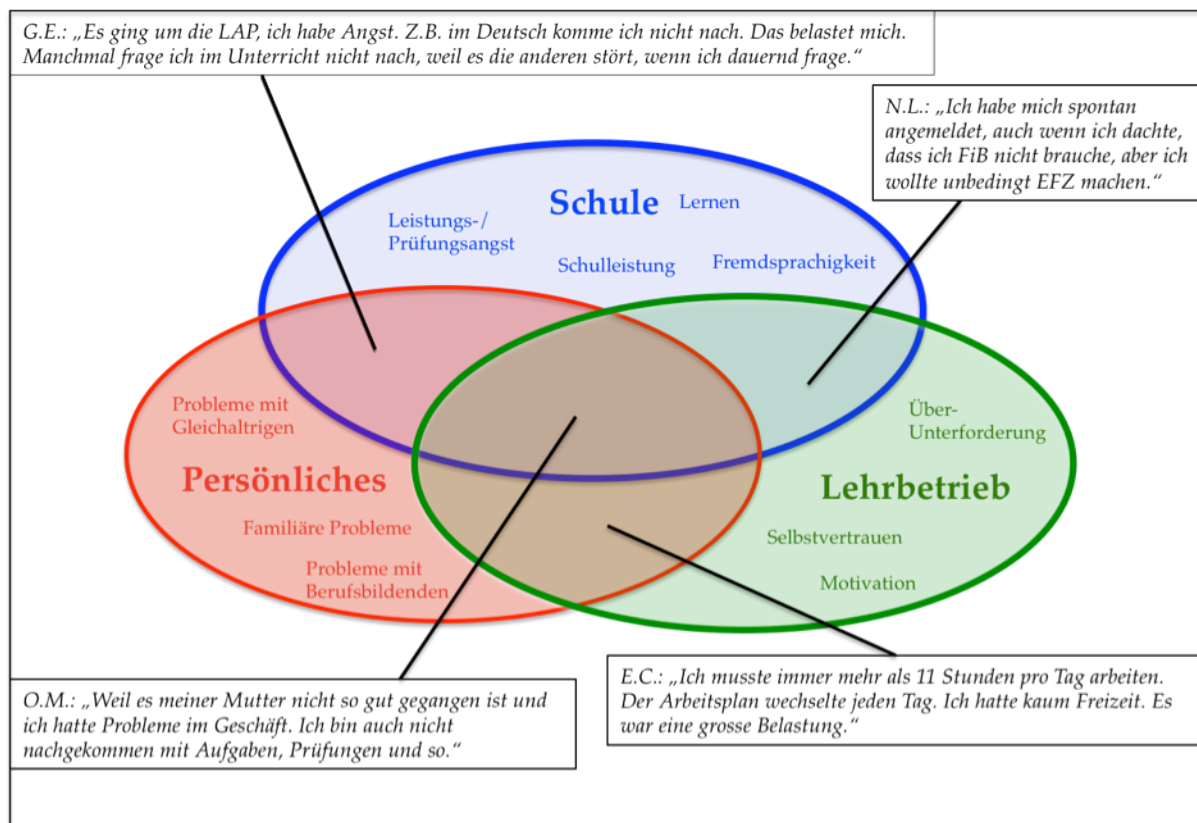 G.E.: „Es ging um die LAP, ich habe Angst. Z.B. im Deutsch komme ich nicht nach. Das belastet mich.
Manchmal frage ich im Unterricht nicht nach, weil es die anderen stört, wenn ich dauernd frage.“
N.L.: „Ich habe mich spontan
angemeldet, auch wenn ich dachte,
dass ich FiB nicht brauche, aber ich
wollte unbedingt EFZ machen.“
Schule
Lernen
Leistungs-/
Prüfungsangst
Schulleistung
Fremdsprachigkeit
Probleme mit
Gleichaltrigen
Persönliches
Familiäre Probleme
Probleme mit
Berufsbildenden
Über-
Unterforderung
Lehrbetrieb
Selbstvertrauen
Motivation
O.M.: „Weil es meiner Mutter nicht so gut gegangen ist und
ich hatte Probleme im Geschäft. Ich bin auch nicht
nachgekommen mit Aufgaben, Prüfungen und so.“
E.C.: „Ich musste immer mehr als 11 Stunden pro Tag arbeiten.
Der Arbeitsplan wechselte jeden Tag. Ich hatte kaum Freizeit. Es
war eine grosse Belastung.“